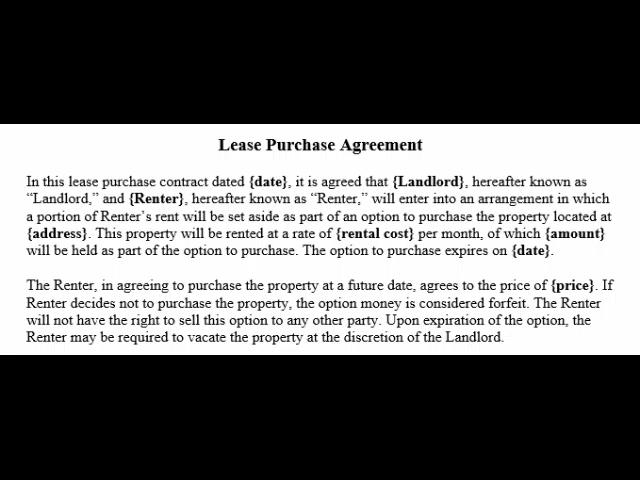 Lease Purchase Agreement
In this lease purchase contract dated {date}, it is agreed that {Landlord}, hereafter known as
“Landlord,” and {Renter}, hereafter known as “Renter,” will enter into an arrangement in which
a portion of Renter’s rent will be set aside as part of an option to purchase the property located at
{address}. This property will be rented at a rate of {rental cost} per month, of which {amount}
will be held as part of the option to purchase. The option to purchase expires on {date}.
The Renter, in agreeing to purchase the property at a future date, agrees to the price of {price}. If
Renter decides not to purchase the property, the option money is considered forfeit. The Renter
will not have the right to sell this option to any other party. Upon expiration of the option, the
Renter may be required to vacate the property at the discretion of the Landlord.